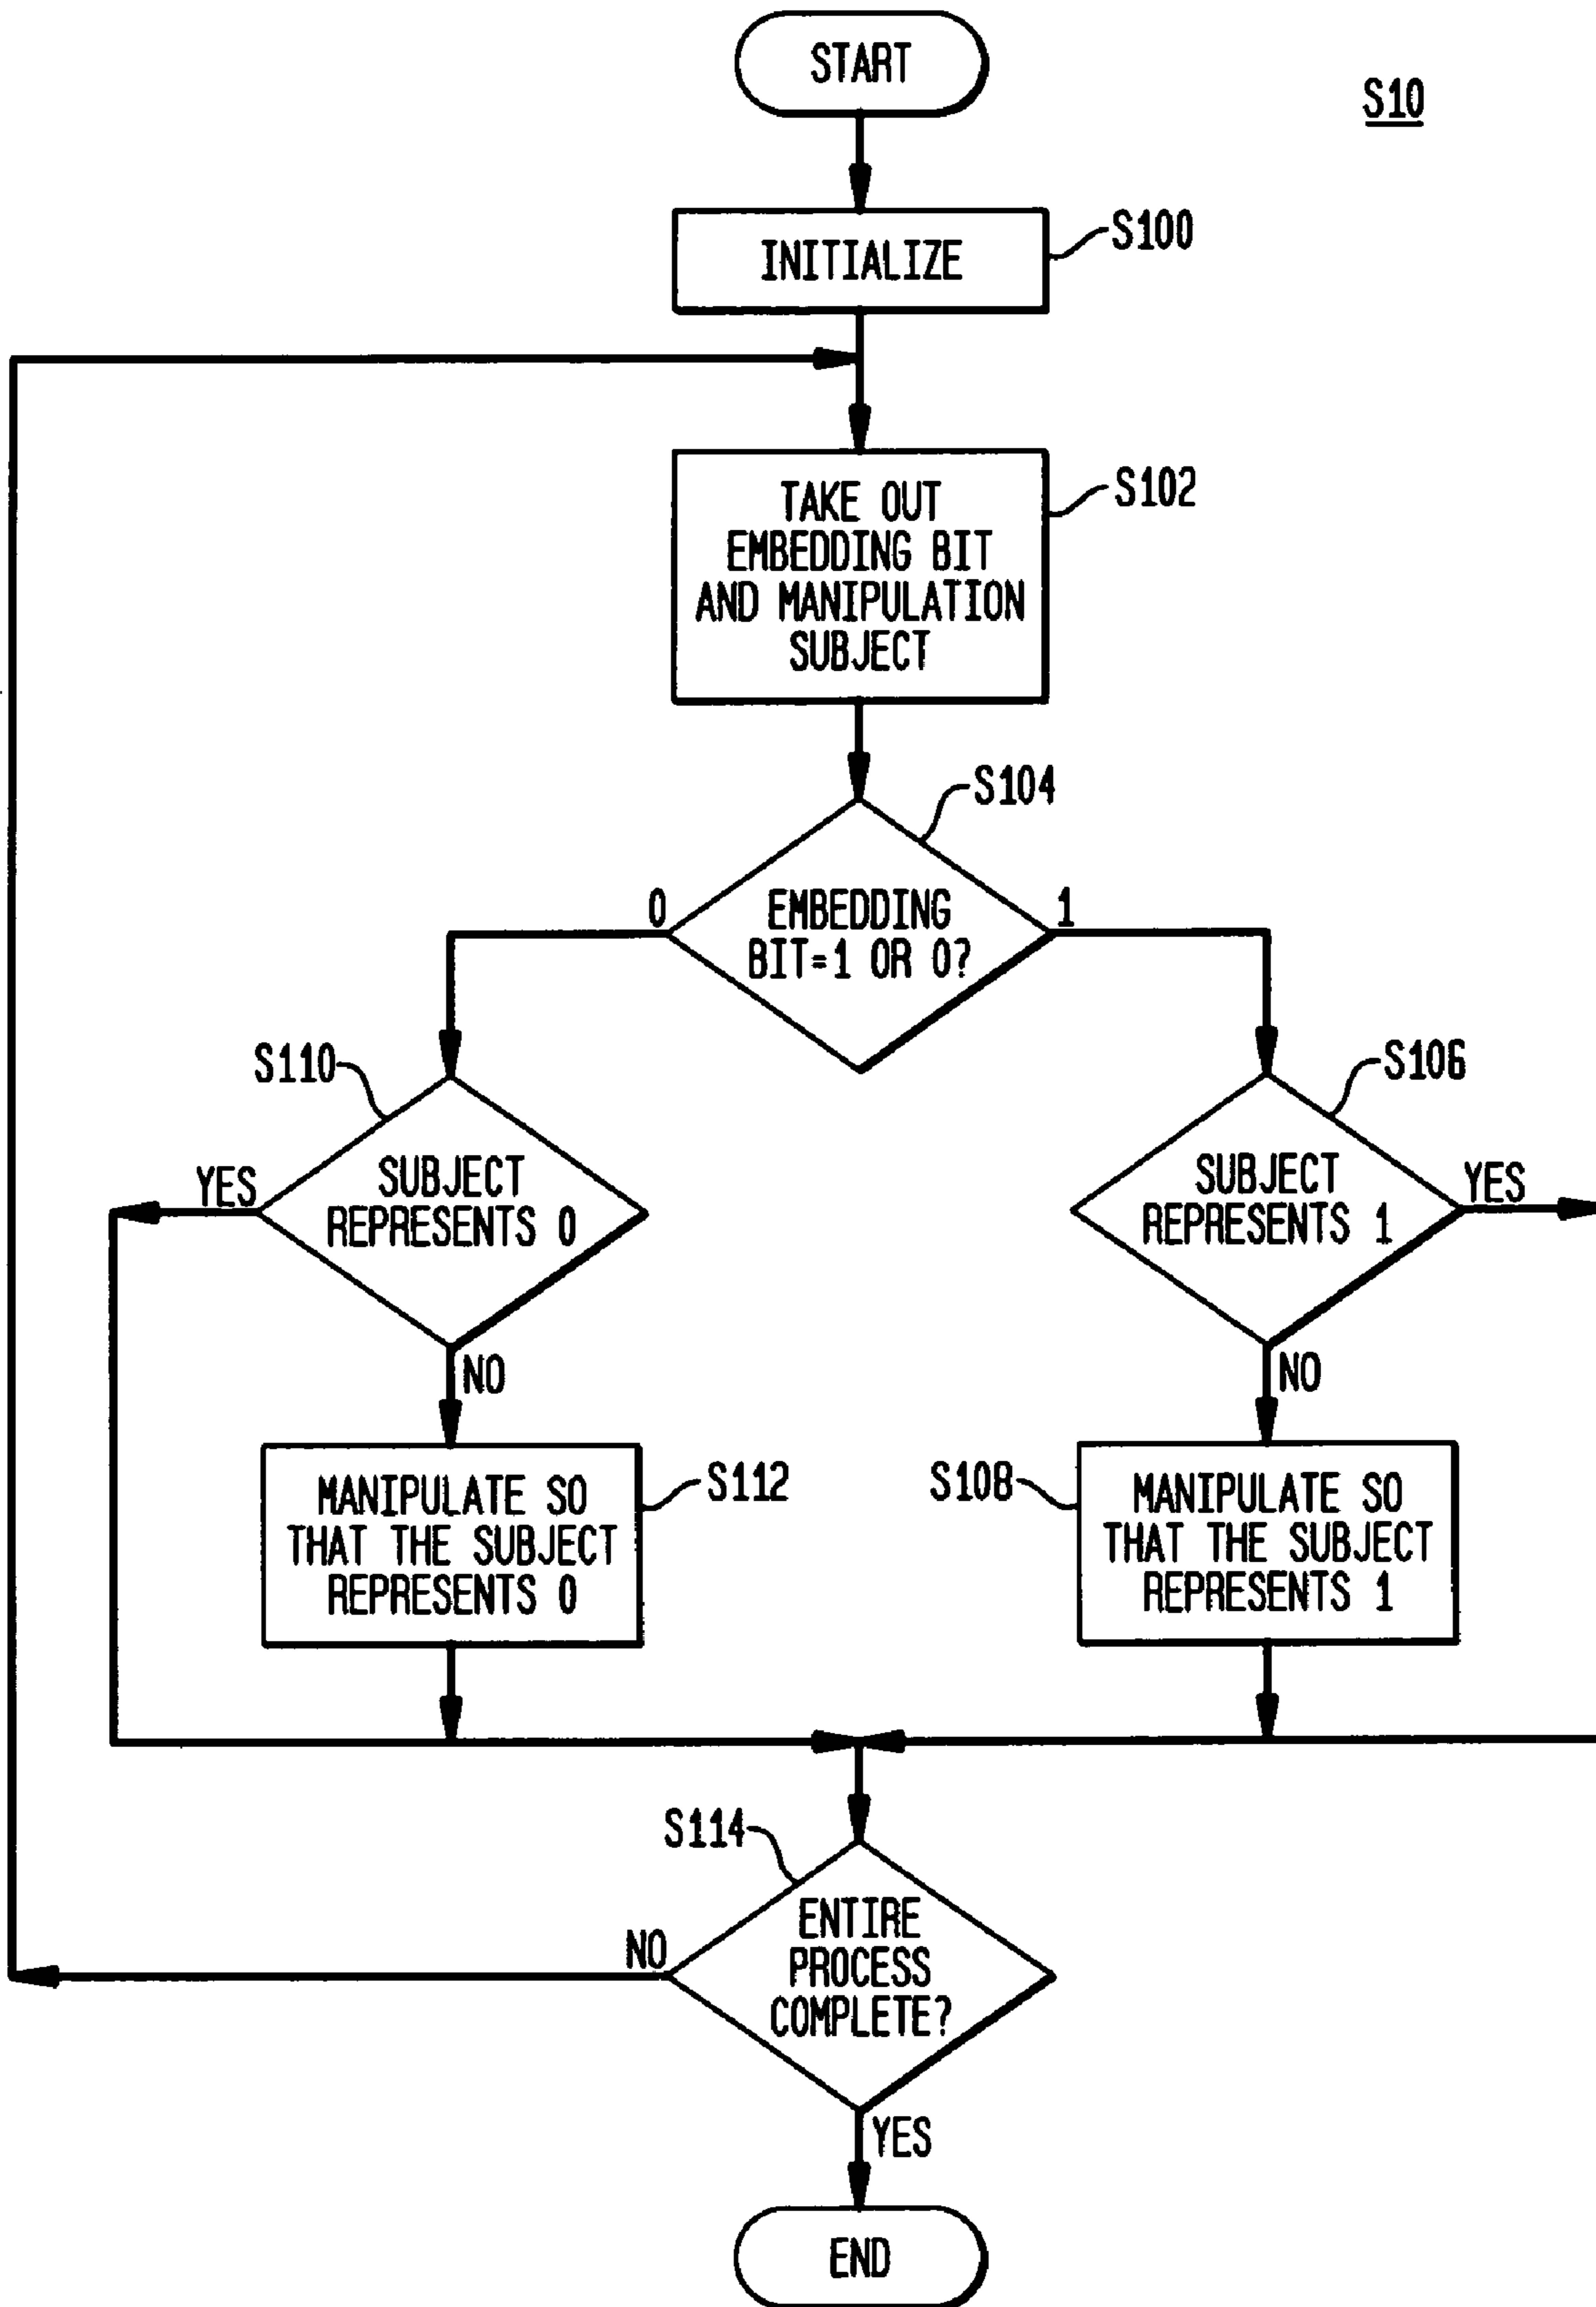 START
S10
INITIALIZE
S100
TAKE OUT
EMBEDDING BIT
AND MANIPULATION
SUBJECT
S102
S104
0
EMBEDDING
BIT=1 OR 0?
1
S110
YES
SUBJECT
REPRESENTS 0
NO
S106
SUBJECT
REPRESENTS 1
YES
NO
MANIPULATE SO
THAT THE SUBJECT
REPRESENTS 0
S112
S108
MANIPULATE SO
THAT THE SUBJECT
REPRESENTS 1
S114
ENTIRE
PROCESS
COMPLETE?
NO
YES
END